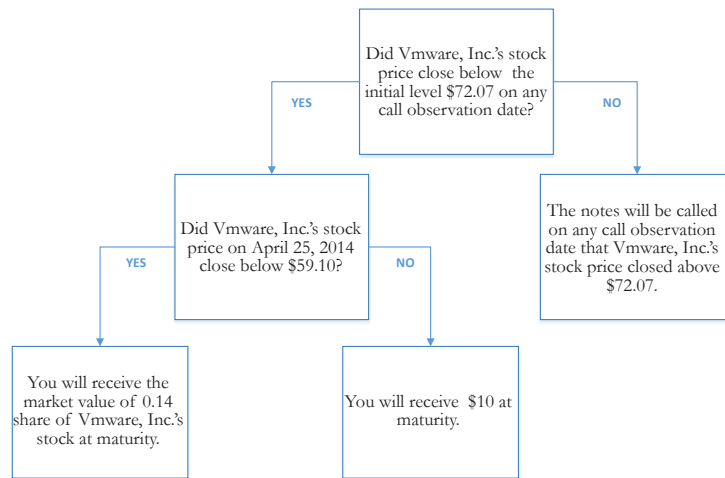 Did Vmware, Inc.'s stock
price close below the
initial level $72.07 on any
call observation date?
YES
NO
Did Vmware, Inc.'s stock
price on April 25, 2014
close below $59.10?
The notes will be called
on any call observation
date that Vmware, Inc.'s
stock price closed above
$72.07.
YES
NO
You will receive the
market value of 0.14
share of Vmware, Inc.'s
stock at maturity.
You will receive $10 at
maturity.